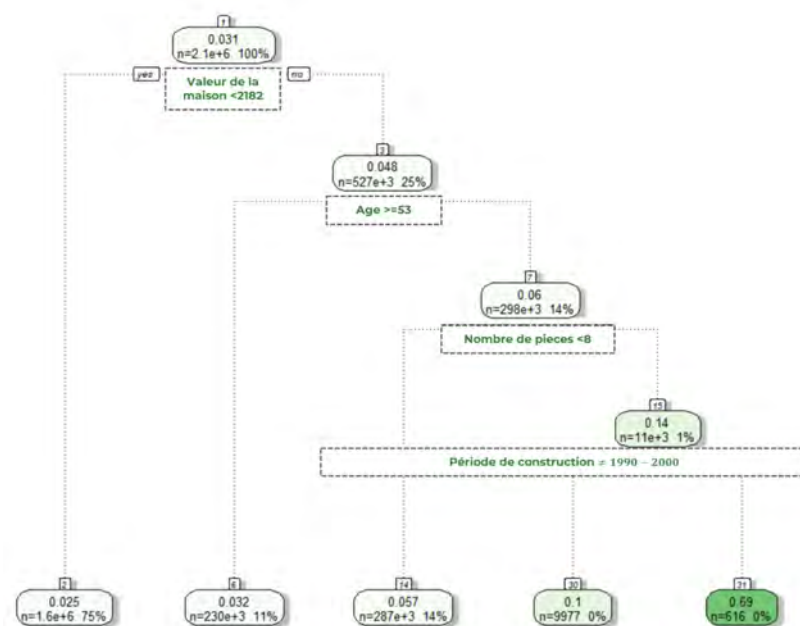 1
0.031
n=2.1e+6 100%
yes
no
Valeur de la
maison <2182
3
0.048
n=527e+3 25%
Age >=53
7
0.06
n=298e+3 14%
Nombre de pieces <8
15
0.14
n=11e+3 1%
Période de construction ≠ 1990 – 2000
2
0.025
n=1.6e+6 75%
6
0.032
n=230e+3 11%
14
0.057
n=287e+3 14%
30
0.1
n=9977 0%
31
0.69
n=616 0%